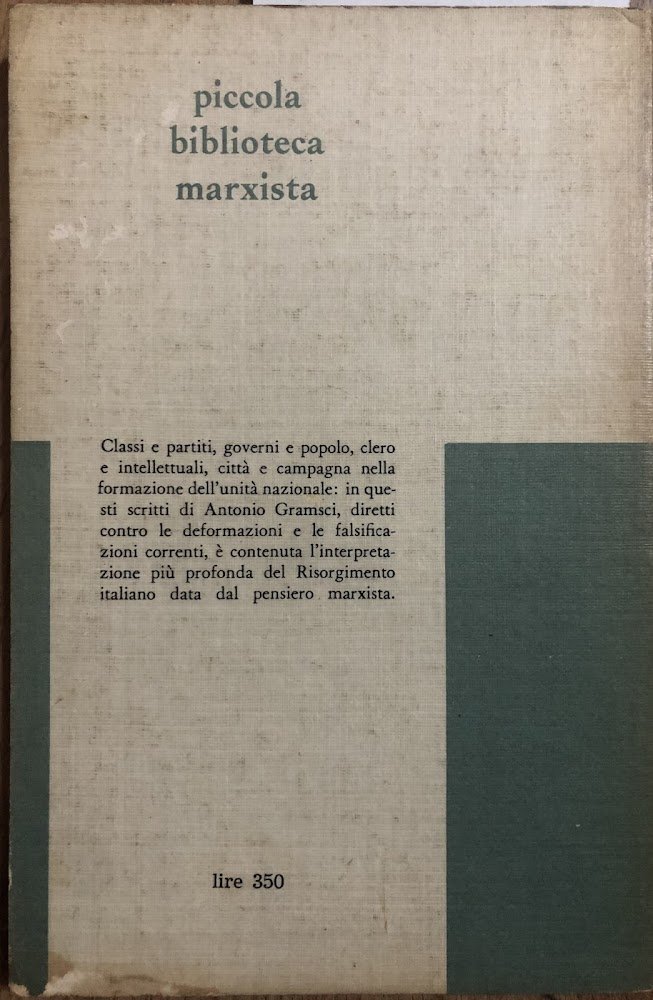 piccola
biblioteca
marxista
Classi e partiti, governi e popolo, clero
e intellettuali, città e campagna nella
formazione dell'unità nazionale: in que-
sti scritti di Antonio Gramsci, diretti
contro le deformazioni e le falsifica-
zioni correnti, è contenuta l'interpreta-
zione più profonda del Risorgimento
italiano data dal pensiero marxista.
lire 350